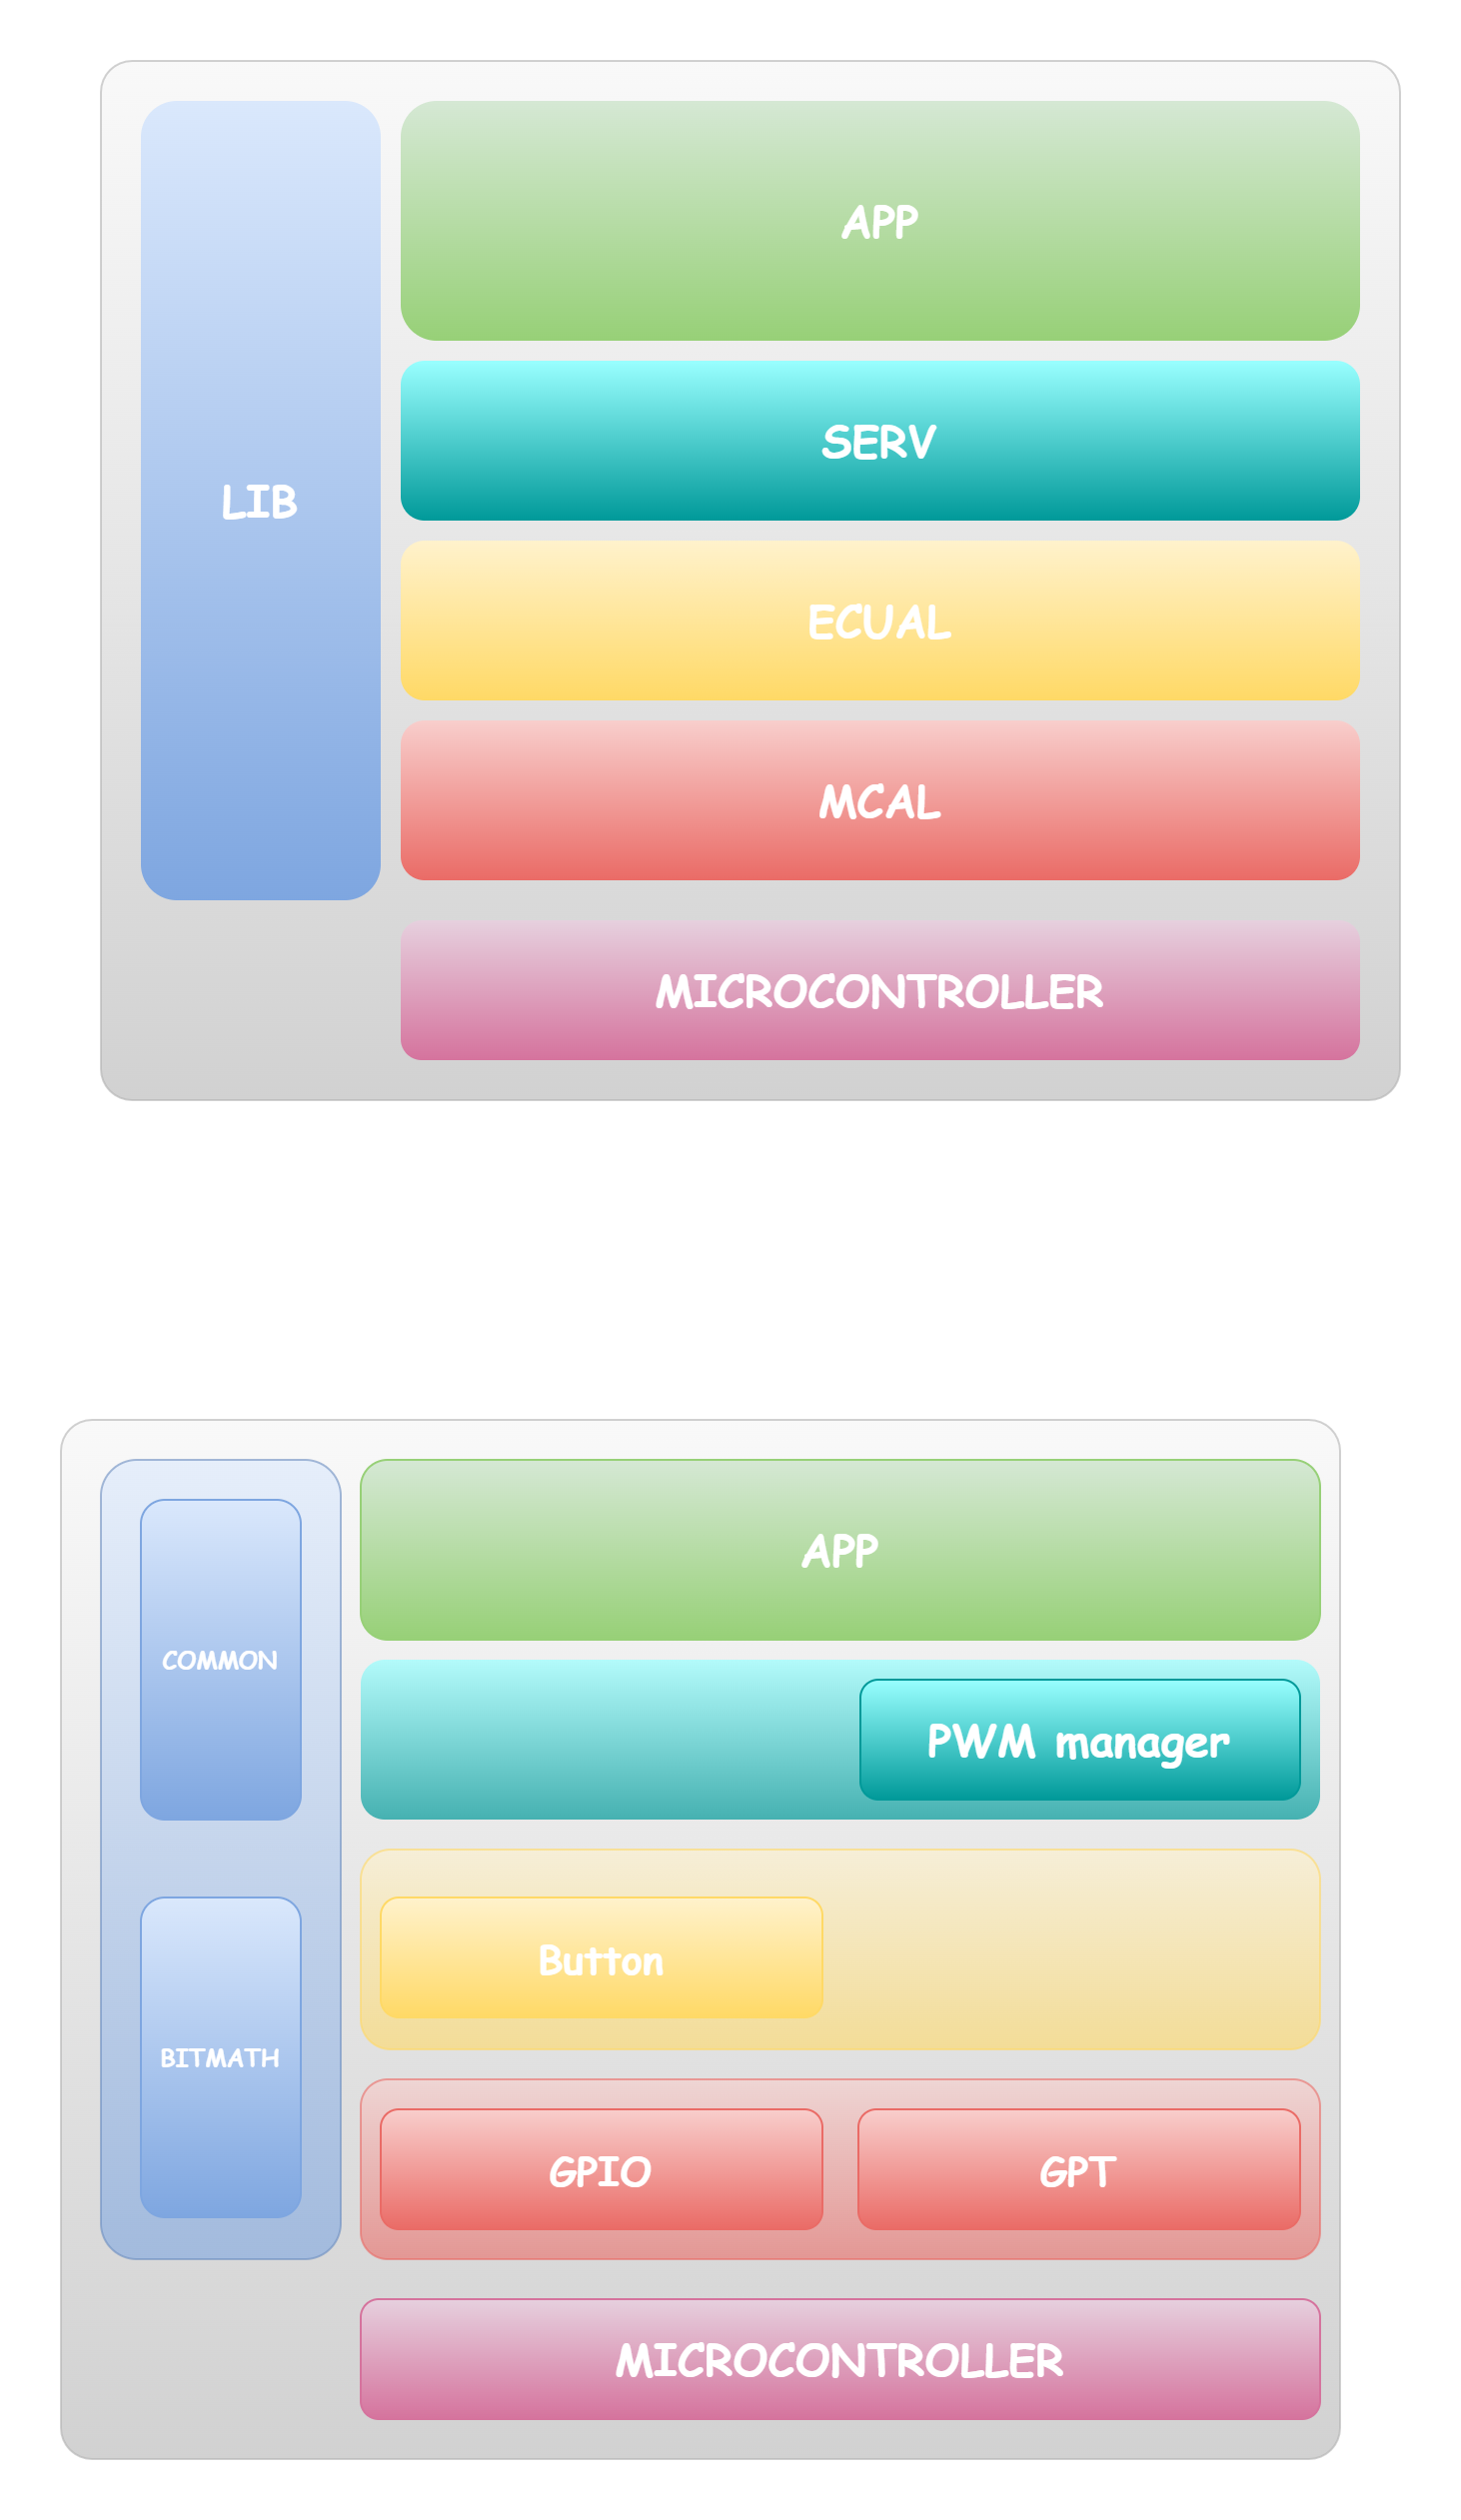 APP
SERV
LIB
ECUAL
MCAL
MICROCONTROLLER
APP
COMMON
PWM manager
Button
BITMATH
GPIO
GPT
MICROCONTROLLER